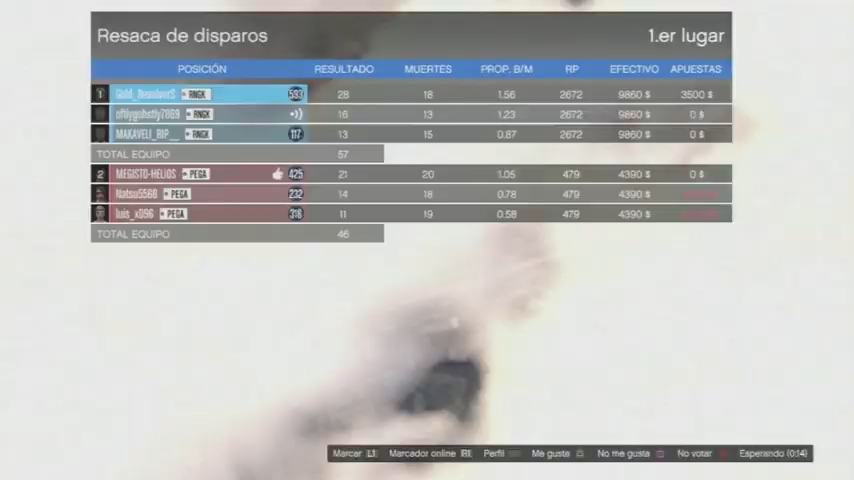 Resaca de disparos 1.er lugar
POSICIÓN RESULTADO MUERTES PROP. B/M RP EFECTIVO APUESTAS
1 RNGK 593 28 18 1.56 2672 9860 $ 3500 $
RNGK 16 13 1.23 2672 9860 $ 0 $
MAKAVELI_RIP__ RNGK 117 13 15 0.87 2672 9860 $ 0 $
TOTAL EQUIPO 57
2 MEGISTO-HELIOS PEGA 425 21 20 1.05 479 4390 $ 0 $
Natsu5568 PEGA 232 14 18 0.78 479 4390 $
luis_x096 PEGA 318 11 19 0.58 479 4390 $
TOTAL EQUIPO 46
Marcar L1 Marcador online R1 Perfil Me gusta No me gusta No votar Esperando (0:14)